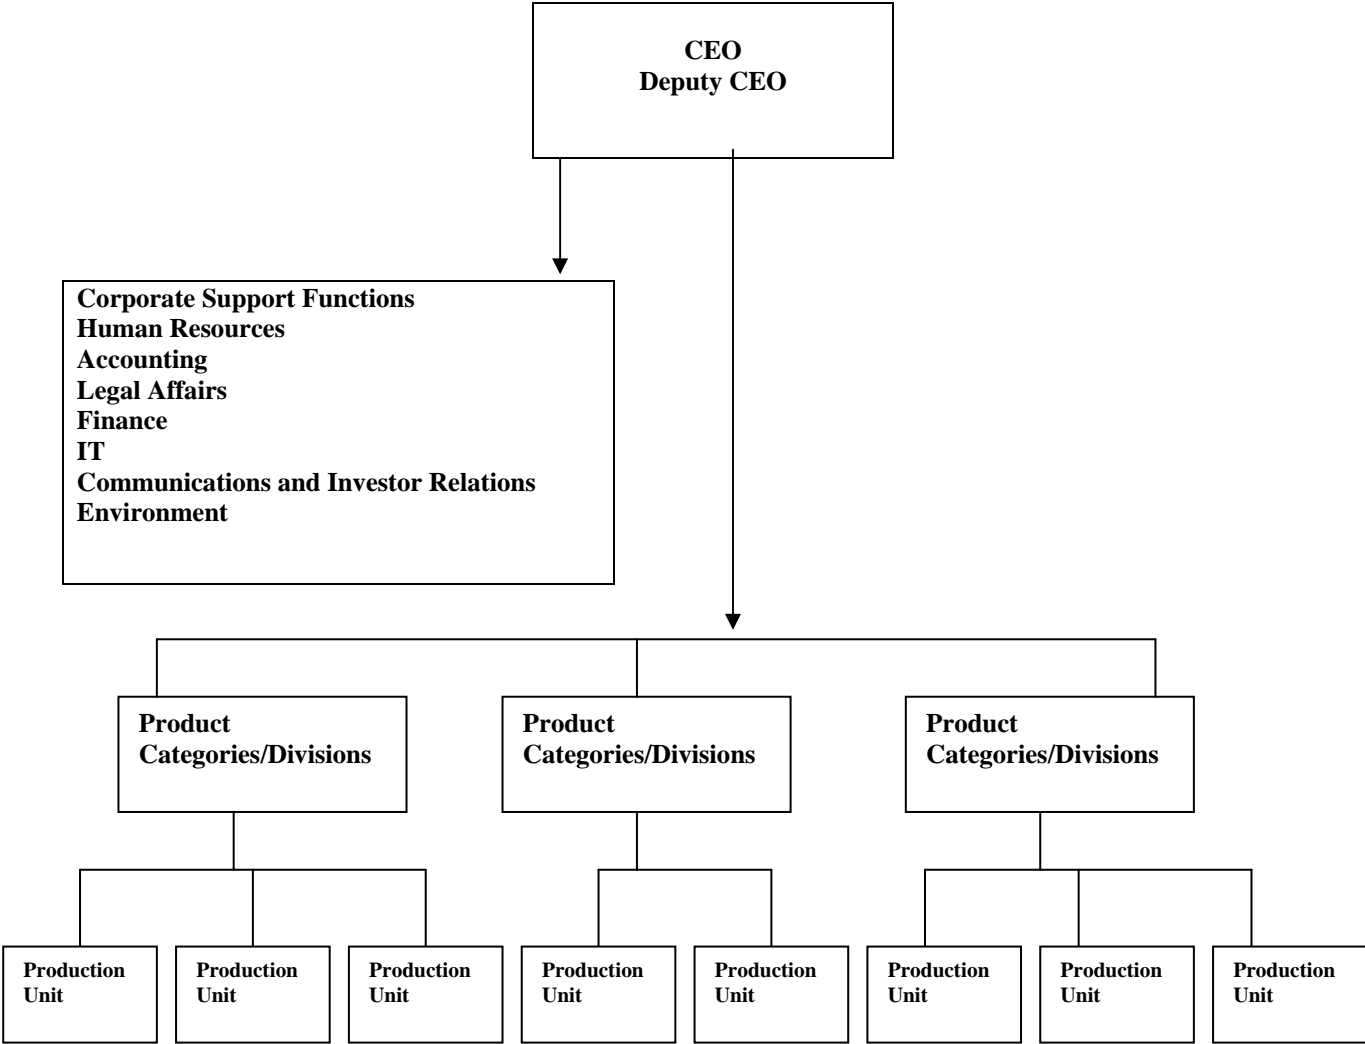 CEO
Deputy CEO
Corporate Support Functions
Human Resources
Accounting
Legal Affairs
Finance
IT
Communications and Investor Relations
Environment
Product
Categories/Divisions
Product
Categories/Divisions
Product
Categories/Divisions
Production
Unit
Production
Unit
Production
Unit
Production
Unit
Production
Unit
Production
Unit
Production
Unit
Production
Unit